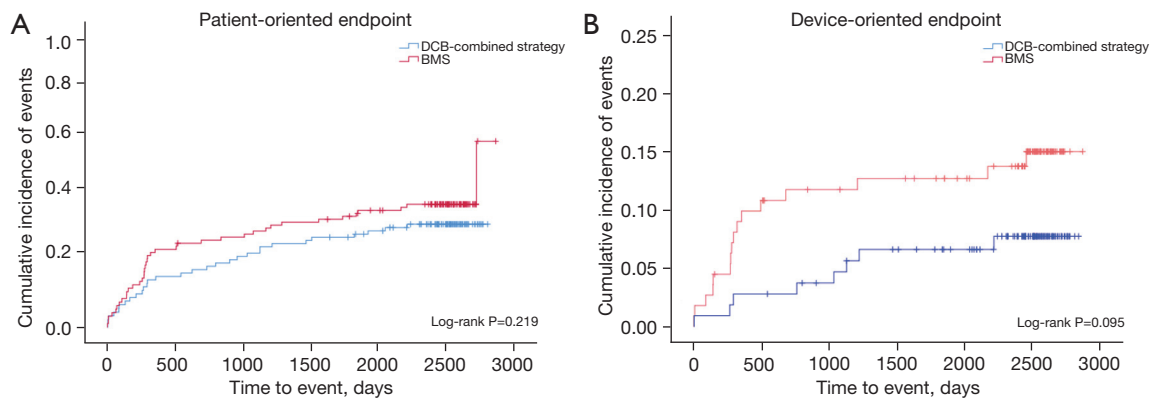 A
Patient-oriented endpoint
DCB-combined strategy
BMS
1.0
0.8
0.6
0.4
0.2
0.0
Cumulative incidence of events
Log-rank P=0.219
0 500 1000 1500 2000 2500 3000
Time to event, days
B
Device-oriented endpoint
DCB-combined strategy
BMS
0.25
0.20
0.15
0.10
0.05
0.00
Cumulative incidence of events
Log-rank P=0.095
0 500 1000 1500 2000 2500 3000
Time to event, days